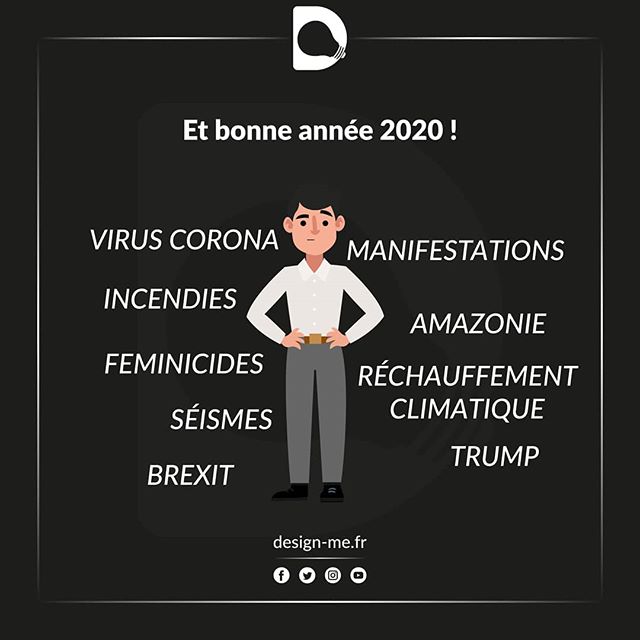 Et bonne année 2020 !
VIRUS CORONA
MANIFESTATIONS
INCENDIES
AMAZONIE
FEMINICIDES
RÉCHAUFFEMENT
CLIMATIQUE
SÉISMES
TRUMP
BREXIT
design-me.fr